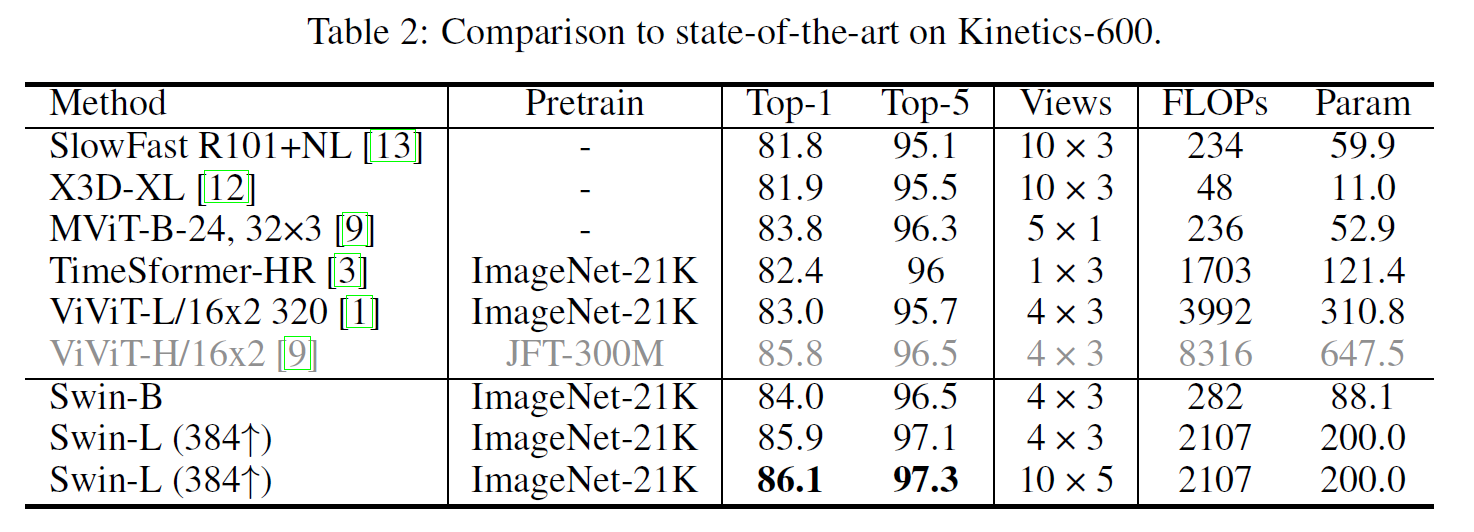 Table 2: Comparison to state-of-the-art on Kinetics-600.
Method Pretrain Top-1 Top-5 Views FLOPs Param
SlowFast R101+NL [13] - 81.8 95.1 10 × 3 234 59.9
X3D-XL [12] - 81.9 95.5 10 × 3 48 11.0
MViT-B-24, 32×3 [9] - 83.8 96.3 5 × 1 236 52.9
TimeSformer-HR [3] ImageNet-21K 82.4 96 1 × 3 1703 121.4
ViViT-L/16x2 320 [1] ImageNet-21K 83.0 95.7 4 × 3 3992 310.8
ViViT-H/16x2 [9] JFT-300M 85.8 96.5 4 × 3 8316 647.5
Swin-B ImageNet-21K 84.0 96.5 4 × 3 282 88.1
Swin-L (384↑) ImageNet-21K 85.9 97.1 4 × 3 2107 200.0
Swin-L (384↑) ImageNet-21K 86.1 97.3 10 × 5 2107 200.0